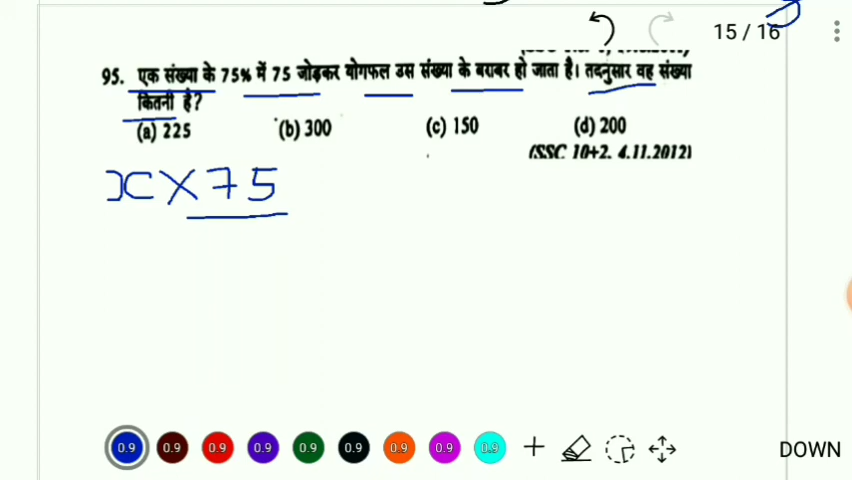 15 / 16
95. एक संख्या के 75% में 75 जोड़कर योगफल उस संख्या के बराबर हो जाता है। तदनुसार वह संख्या
कितनी है?
(a) 225 (b) 300 (c) 150 (d) 200
(SSC 10+2, 4.11.2012)
x × 75
0.9 0.9 0.9 0.9 0.9 0.9 0.9 0.9 0.9 DOWN